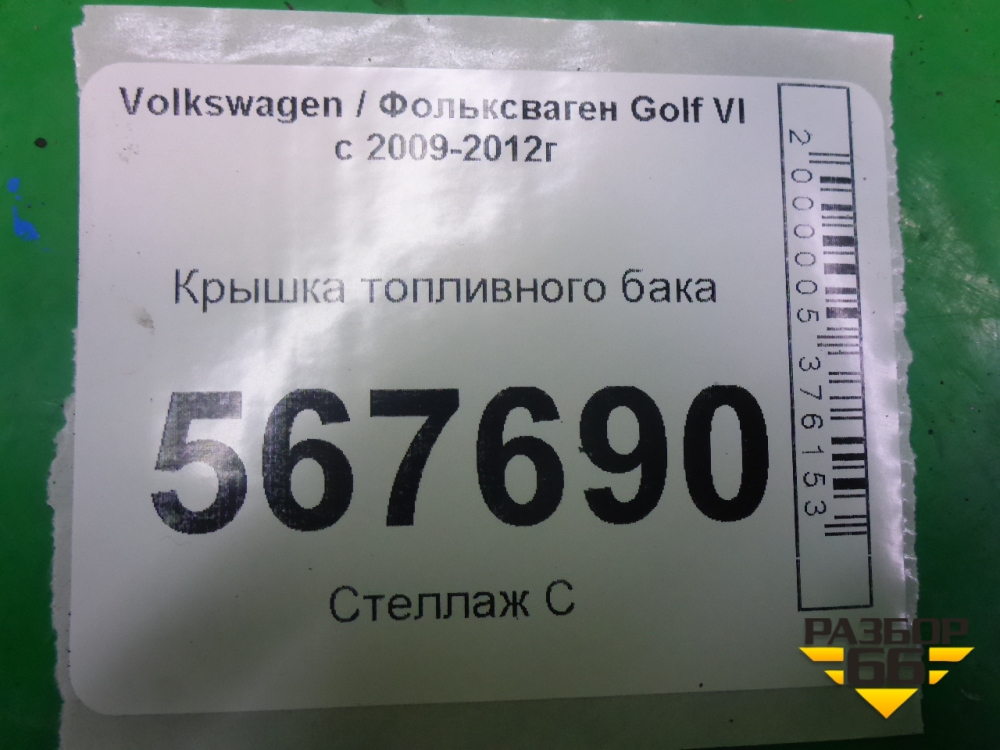 Volkswagen / Фольксваген Golf VI
с 2009-2012г
Крышка топливного бака
567690
Стеллаж С
2000005376153
РАЗБОР
66